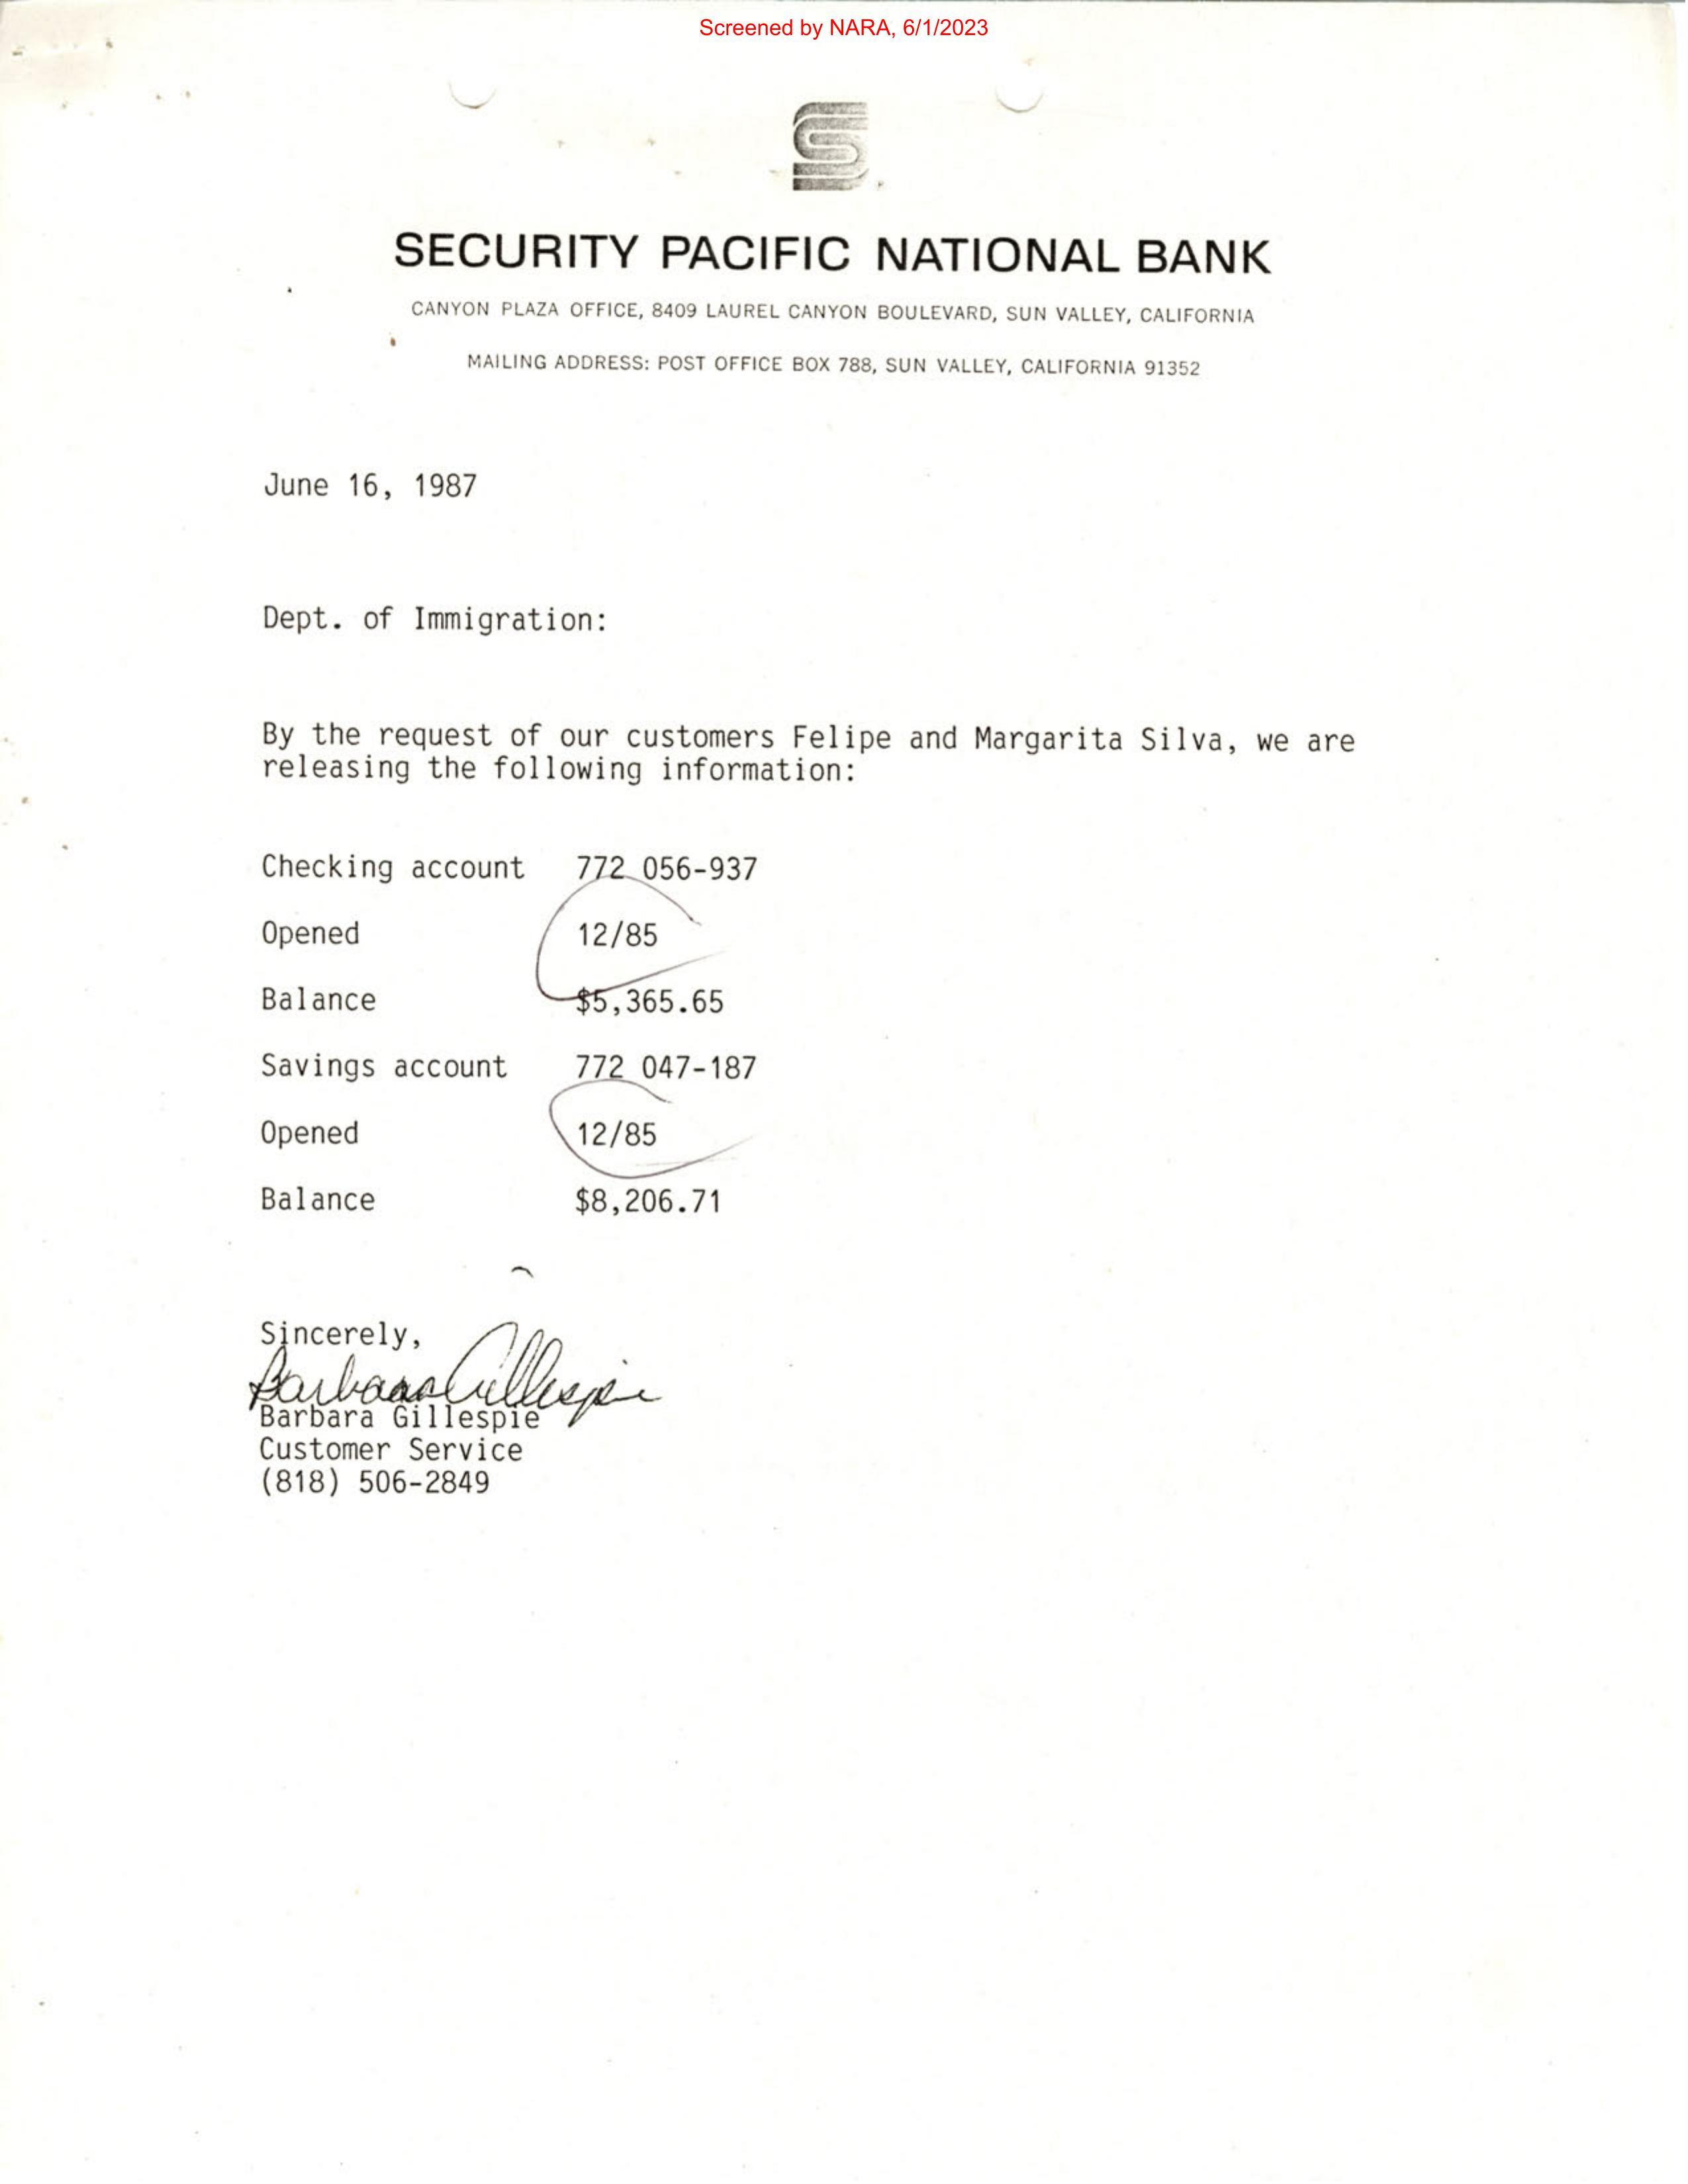 Screened by NARA, 6/1/2023
SECURITY PACIFIC NATIONAL BANK
CANYON PLAZA OFFICE, 8409 LAUREL CANYON BOULEVARD, SUN VALLEY, CALIFORNIA
MAILING ADDRESS: POST OFFICE BOX 788, SUN VALLEY, CALIFORNIA 91352
June 16, 1987
Dept. of Immigration:
By the request of our customers Felipe and Margarita Silva, we are
releasing the following information:
Checking account 772 056-937
Opened 12/85
Balance $5,365.65
Savings account 772 047-187
Opened 12/85
Balance $8,206.71
Sincerely,
Barbara Gillespie
Barbara Gillespie
Customer Service
(818) 506-2849